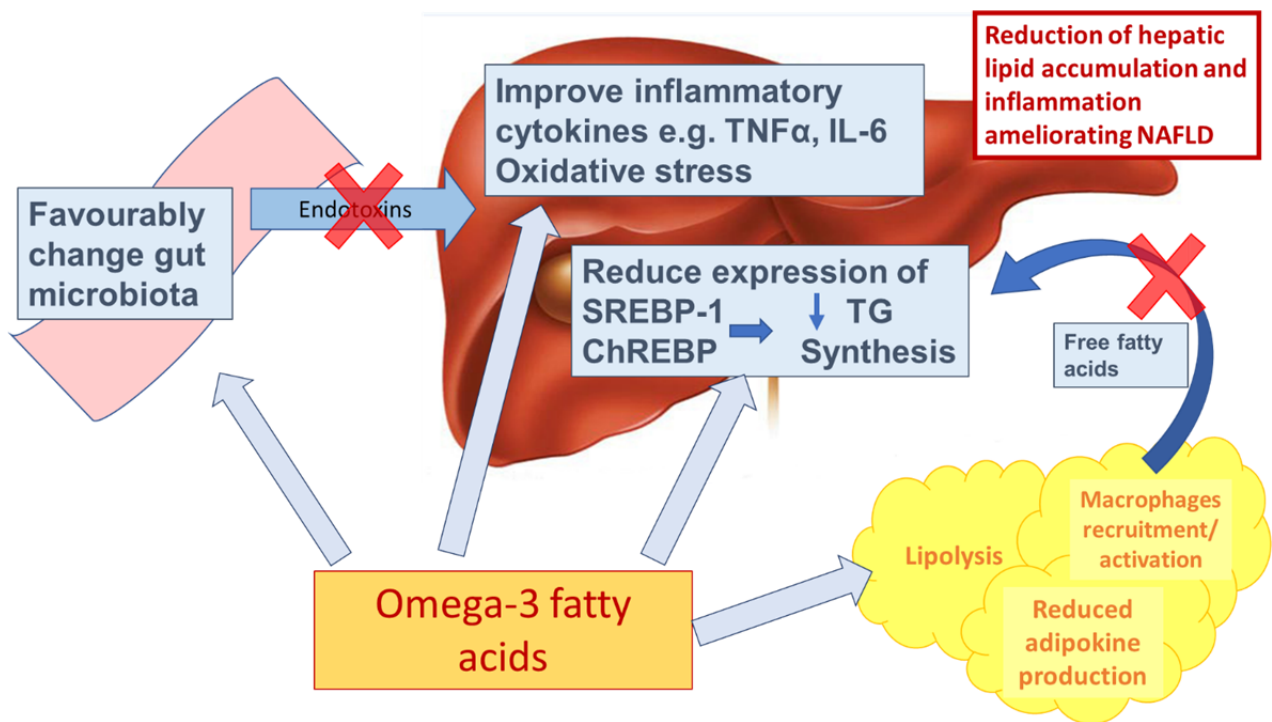 Reduction of hepatic
lipid accumulation and
inflammation
ameliorating NAFLD
Improve inflammatory
cytokines e.g. TNFα, IL-6
Oxidative stress
Favourably
change gut
microbiota
Endotoxins
Reduce expression of
SREBP-1 TG
ChREBP Synthesis
Free fatty
acids
Macrophages
recruitment/
activation
Lipolysis
Reduced
adipokine
production
Omega-3 fatty
acids